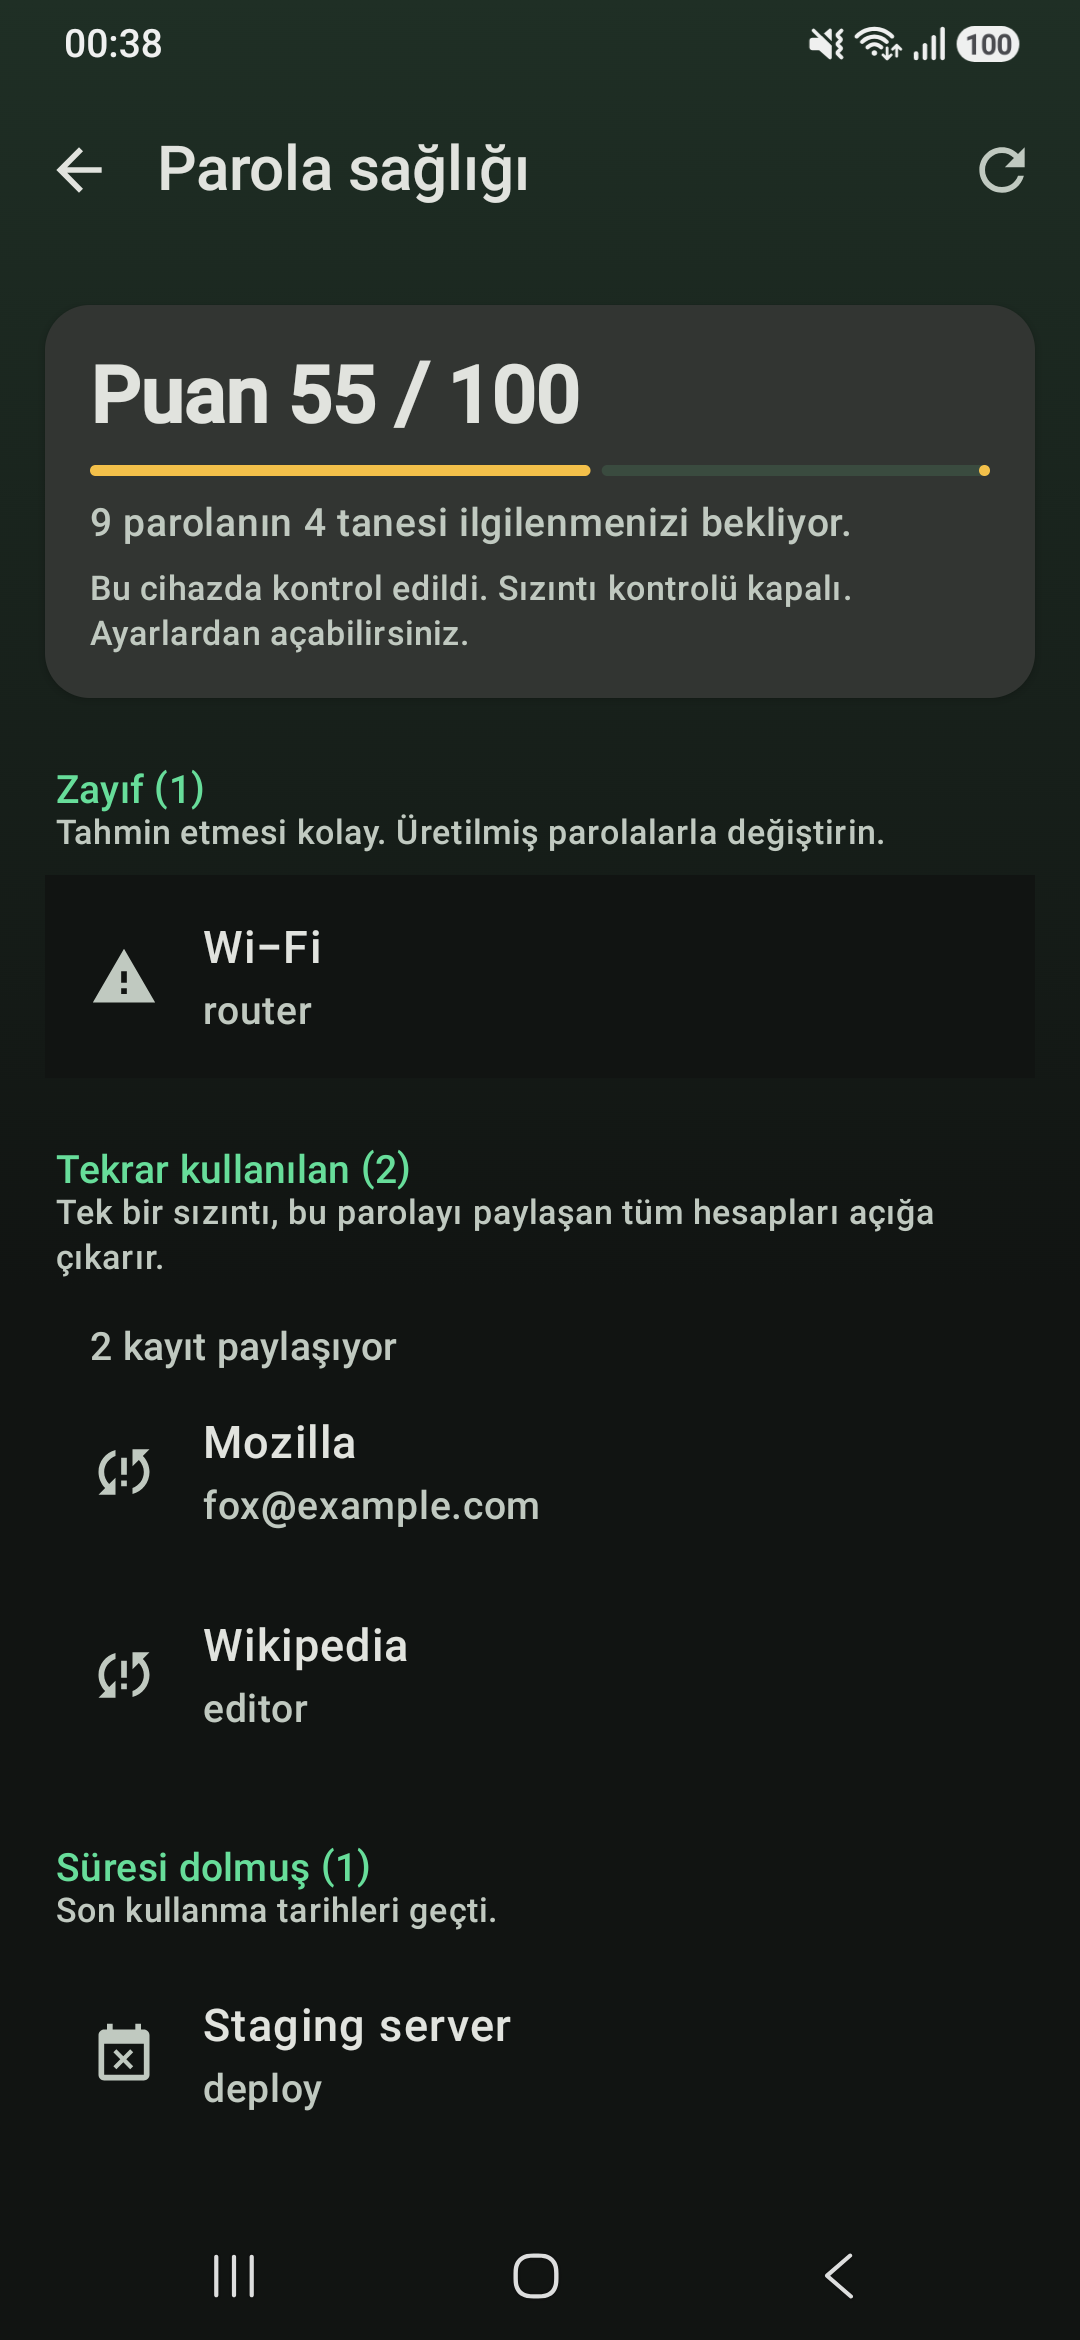 00:38
100
Parola sağlığı
Puan 55 / 100
9 parolanın 4 tanesi ilgilenmenizi bekliyor.
Bu cihazda kontrol edildi. Sızıntı kontrolü kapalı.
Ayarlardan açabilirsiniz.
Zayıf (1)
Tahmin etmesi kolay. Üretilmiş parolalarla değiştirin.
Wi-Fi
router
Tekrar kullanılan (2)
Tek bir sızıntı, bu parolayı paylaşan tüm hesapları açığa
çıkarır.
2 kayıt paylaşıyor
Mozilla
fox@example.com
Wikipedia
editor
Süresi dolmuş (1)
Son kullanma tarihleri geçti.
Staging server
deploy